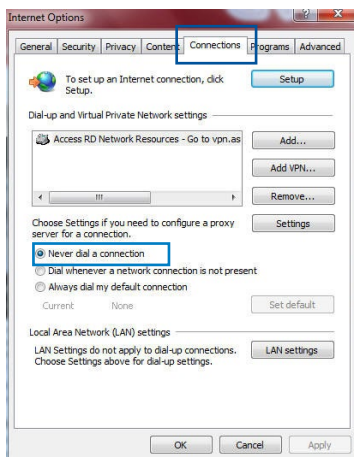 Internet Options
General Security Privacy Content Connections Programs Advanced
To set up an Internet connection, click
Setup.
Setup
Dial-up and Virtual Private Network settings
Access RD Network Resources - Go to vpn.as
Add...
Add VPN...
Remove...
Choose Settings if you need to configure a proxy
server for a connection.
Settings
Never dial a connection
Dial whenever a network connection is not present
Always dial my default connection
Current None
Set default
Local Area Network (LAN) settings
LAN Settings do not apply to dial-up connections.
Choose Settings above for dial-up settings.
LAN settings
OK Cancel Apply